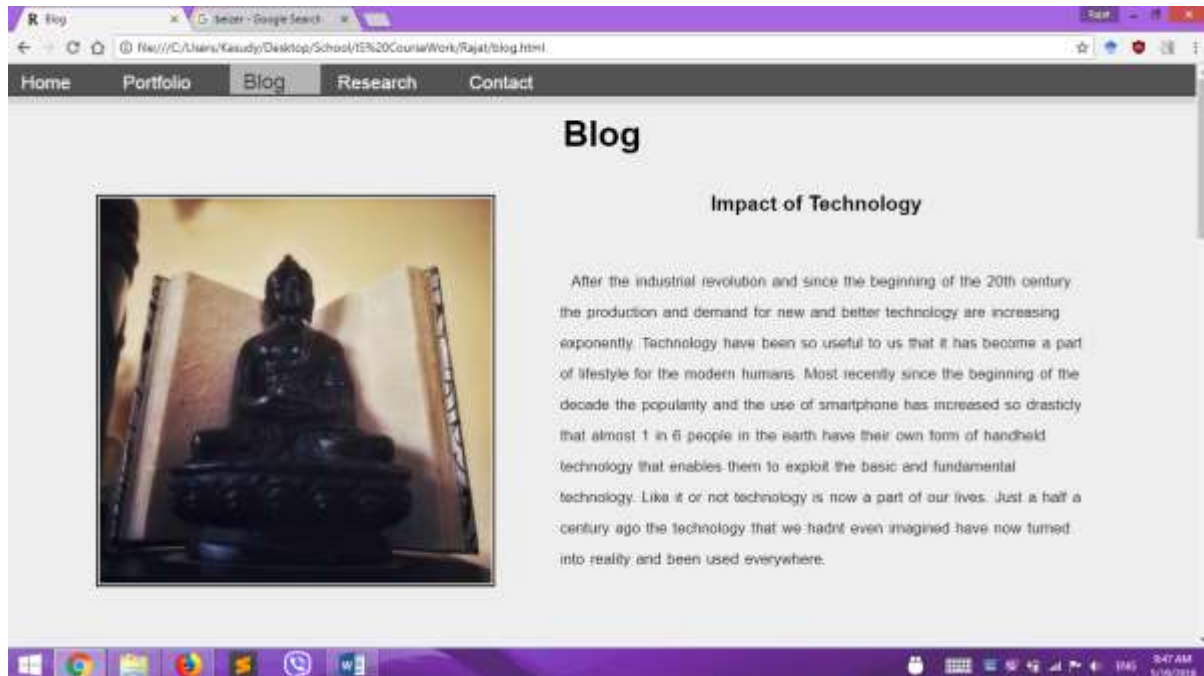 R Blog
G beizer - Google Search
Rajat
file:///C:/Users/Kasudy/Desktop/School/IS%20CourseWork/Rajat/blog.html
Home Portfolio Blog Research Contact
Blog
Impact of Technology
After the industrial revolution and since the beginning of the 20th century
the production and demand for new and better technology are increasing
exponently. Technology have been so useful to us that it has become a part
of lifestyle for the modern humans. Most recently since the beginning of the
decade the popularity and the use of smartphone has increased so drasticly
that almost 1 in 6 people in the earth have their own form of handheld
technology that enables them to exploit the basic and fundamental
technology. Like it or not technology is now a part of our lives. Just a half a
century ago the technology that we hadnt even imagined have now turned
into reality and been used everywhere.
ENG
9:47 AM